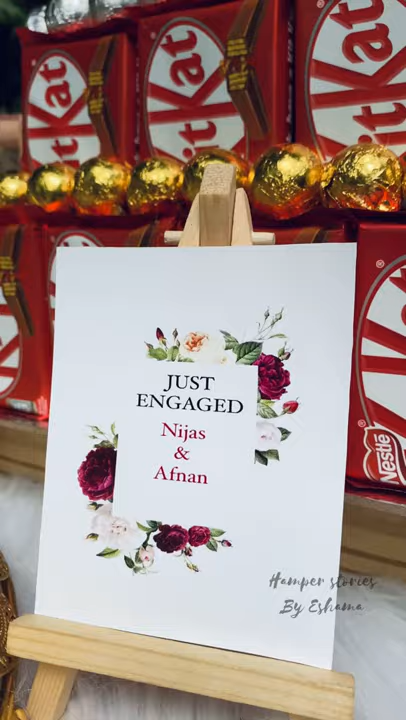 KitKat
KitKat
KitKat
JUST
ENGAGED
Nijas
&
Afnan
Nestlé
Hamper stories
By Eshama